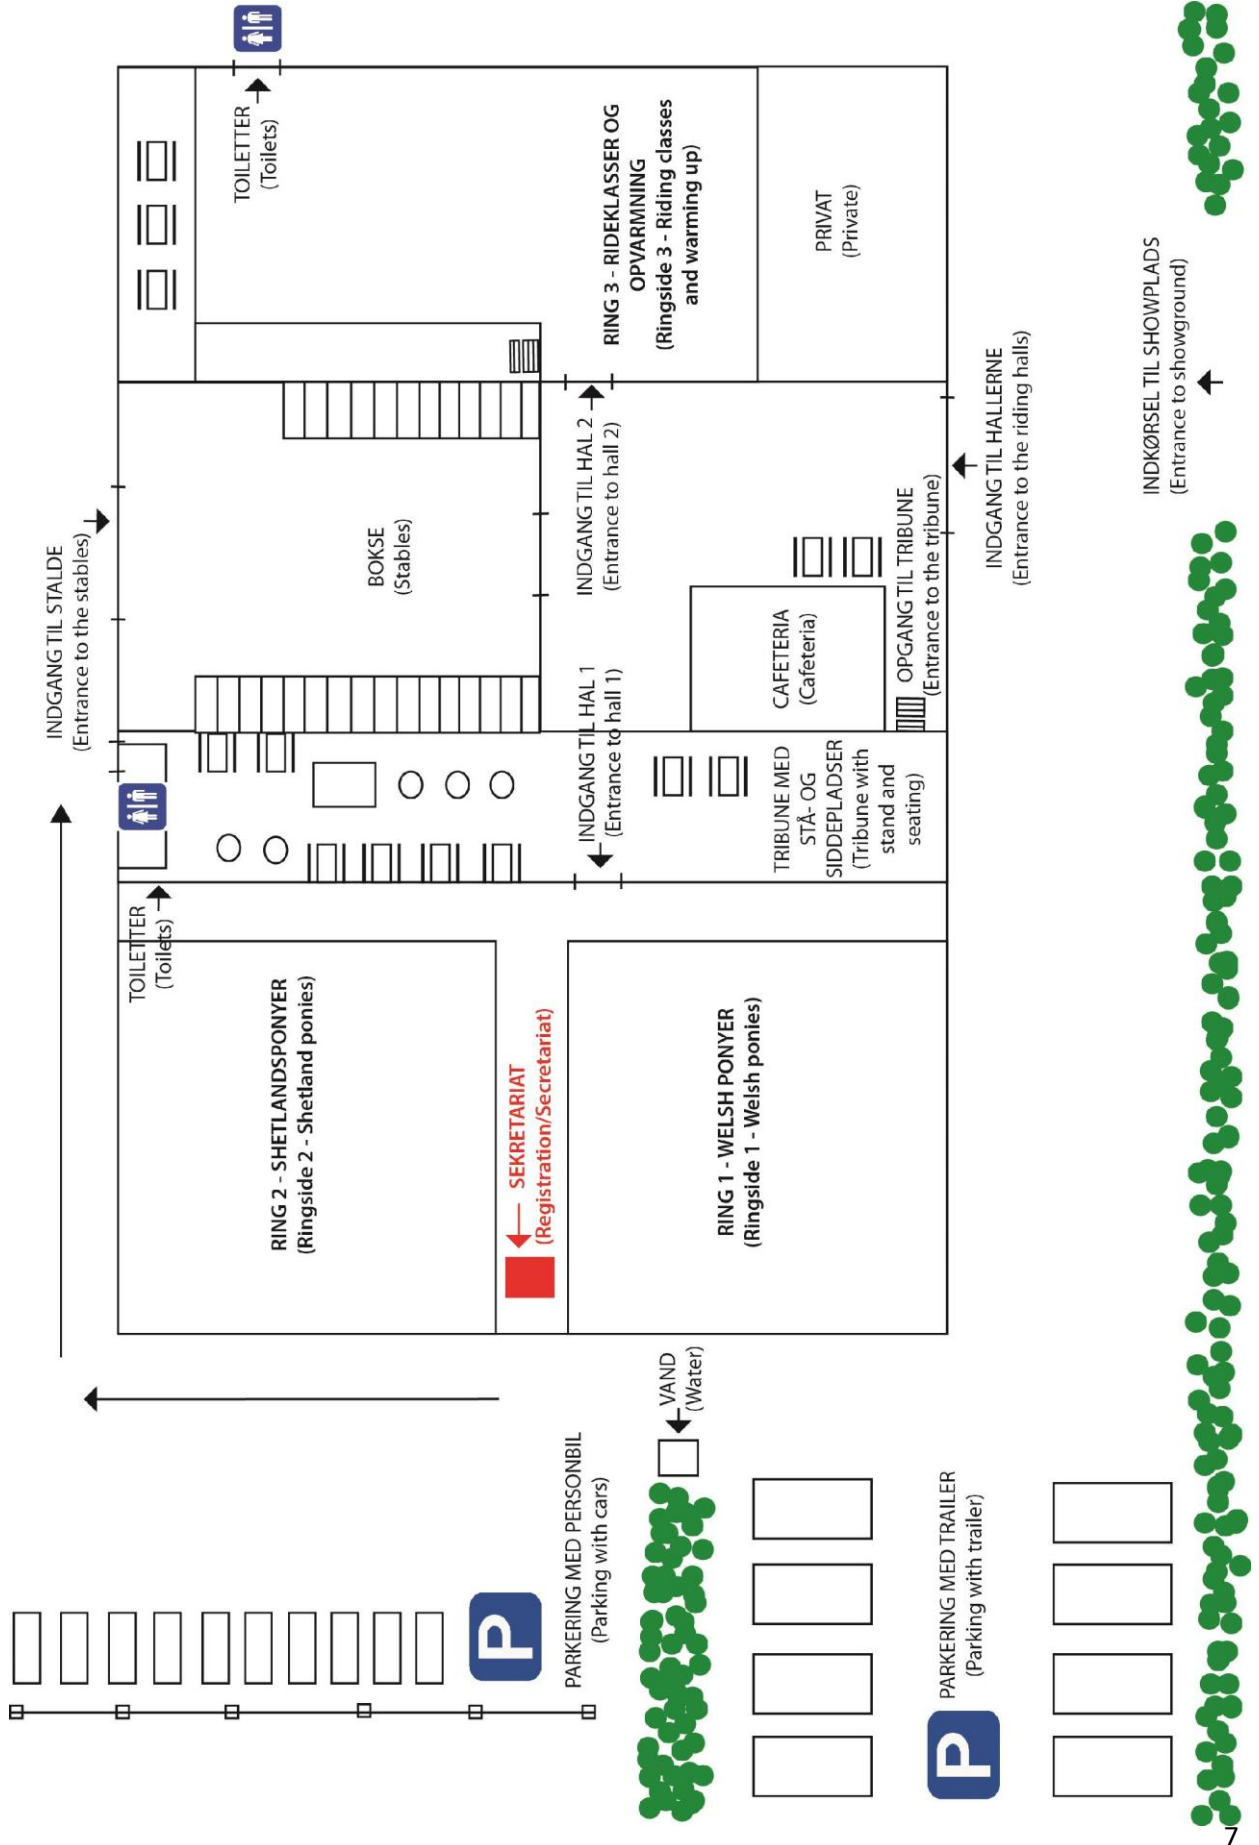 INDGANG TIL STALDE
(Entrance to the stables)
TOILETTER
(Toilets)
TOILETTER
(Toilets)
RING 2 - SHETLANDSPONYER
(Ringside 2 - Shetland ponies)
BOKSE
(Stables)
RING 3 - RIDEKLASSER OG
OPVARMNING
(Ringside 3 - Riding classes
and warming up)
SEKRETARIAT
(Registration/Secretariat)
INDGANG TIL HAL 1
(Entrance to hall 1)
INDGANG TIL HAL 2
(Entrance to hall 2)
P
PARKERING MED PERSONBIL
(Parking with cars)
VAND
(Water)
RING 1 - WELSH PONYER
(Ringside 1 - Welsh ponies)
TRIBUNE MED
STÅ- OG
SIDDEPLADSER
(Tribune with
stand and
seating)
CAFETERIA
(Cafeteria)
PRIVAT
(Private)
OPGANG TIL TRIBUNE
(Entrance to the tribune)
P
PARKERING MED TRAILER
(Parking with trailer)
INDGANG TIL HALLERNE
(Entrance to the riding halls)
INDKØRSEL TIL SHOWPLADS
(Entrance to showground)
7